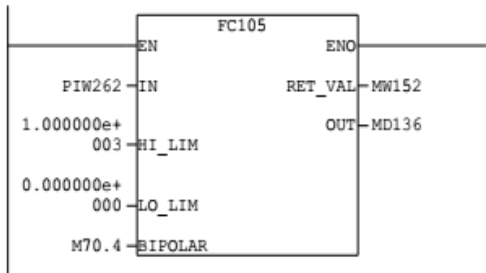 FC105
EN ENO
PIW262 IN RET_VAL MW152
1.000000e+ OUT MD136
003 HI_LIM
0.000000e+
000 LO_LIM
M70.4 BIPOLAR